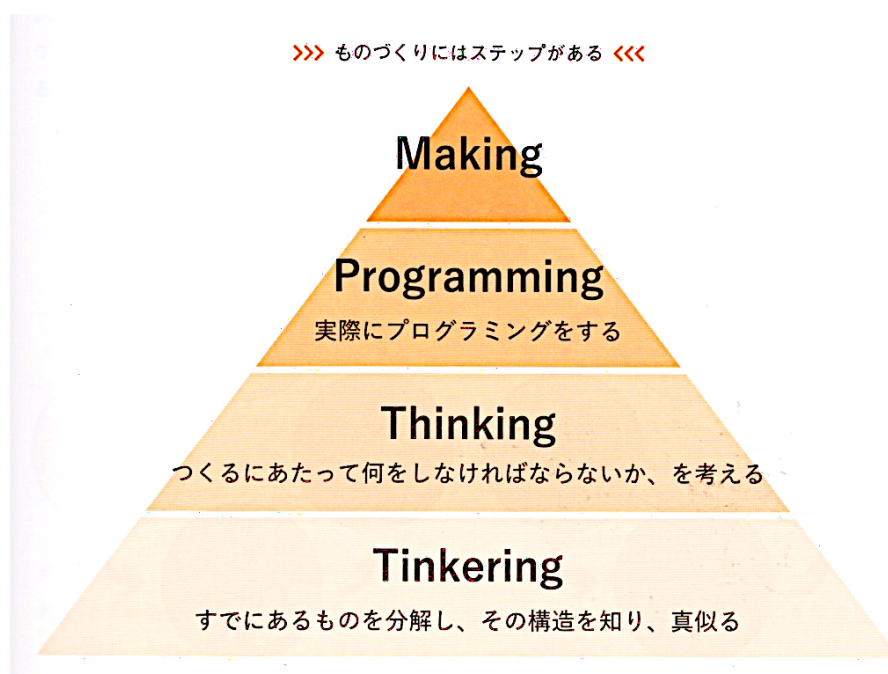 >>> ものづくりにはステップがある <<<
Making
Programming
実際にプログラミングをする
Thinking
つくるにあたって何をしなければならないか、を考える
Tinkering
すでにあるものを分解し、その構造を知り、真似る